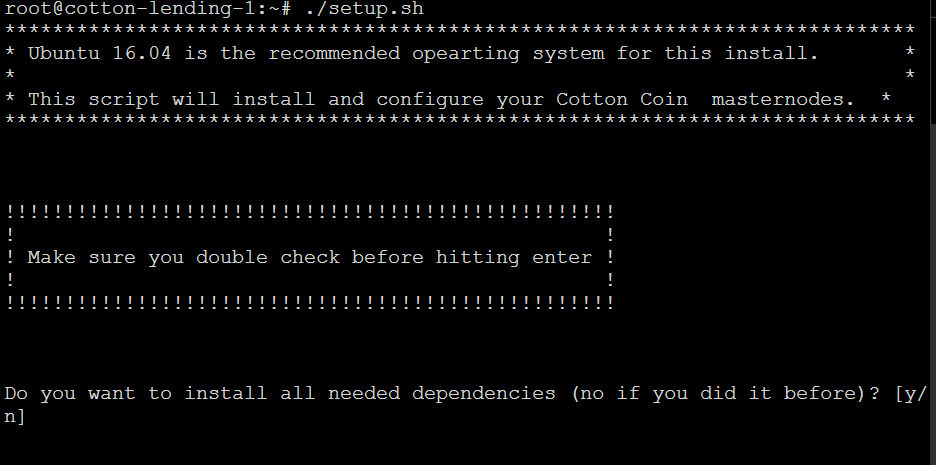 root@cotton-lending-1:~# ./setup.sh
****************************************************************************
* Ubuntu 16.04 is the recommended opearting system for this install.       *
*                                                                          *
* This script will install and configure your Cotton Coin  masternodes.  *
****************************************************************************
!!!!!!!!!!!!!!!!!!!!!!!!!!!!!!!!!!!!!!!!!!!!!!!!!!!
!                                                 !
! Make sure you double check before hitting enter !
!                                                 !
!!!!!!!!!!!!!!!!!!!!!!!!!!!!!!!!!!!!!!!!!!!!!!!!!!!
Do you want to install all needed dependencies (no if you did it before)? [y/
n]